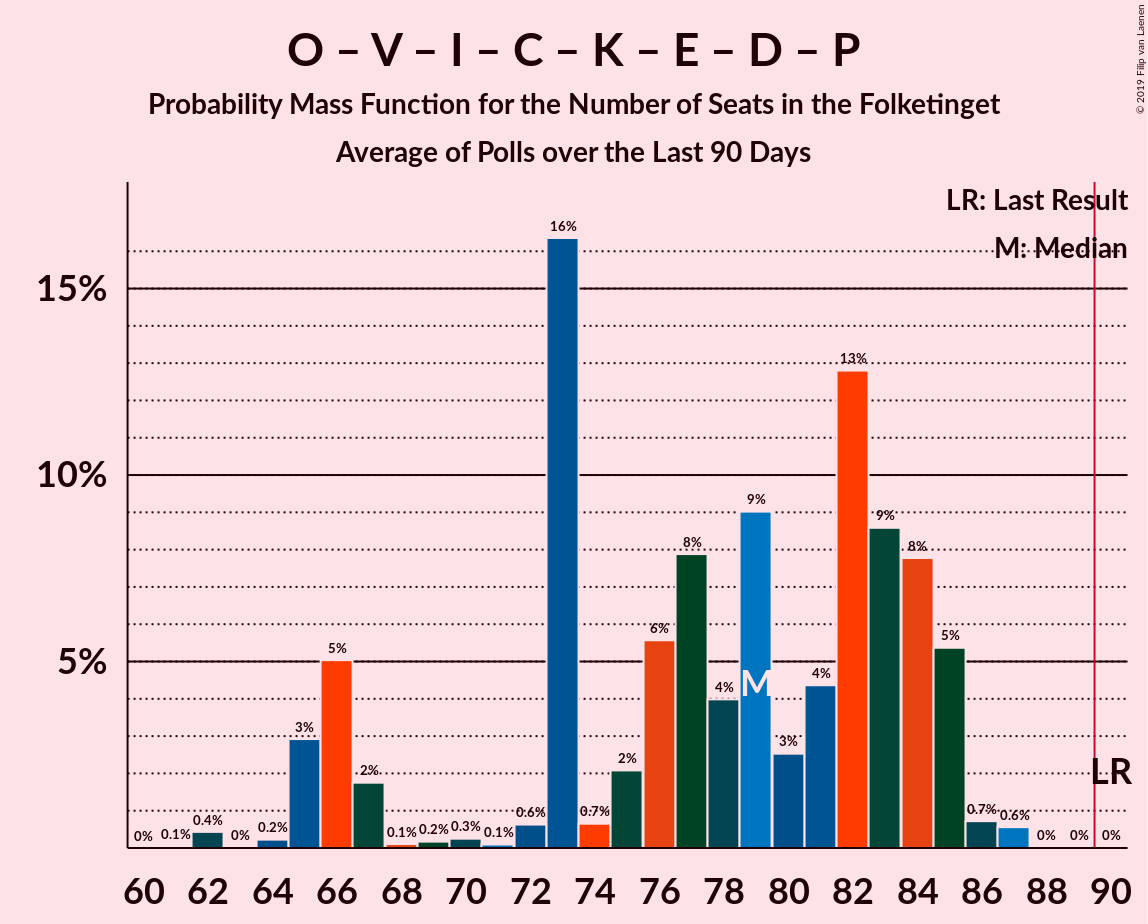 O – V – I – C – K – E – D – P
Probability Mass Function for the Number of Seats in the Folketinget
Average of Polls over the Last 90 Days
© 2019 Filip van Laenen
LR: Last Result
M: Median
15%
10%
5%
0% 0.1% 0.4% 0% 0.2% 3% 5% 2% 0.1% 0.2% 0.3% 0.1% 0.6% 16% 0.7% 2% 6% 8% 4% 9% 3% 4% 13% 9% 8% 5% 0.7% 0.6% 0% 0% 0%
M
LR
60 62 64 66 68 70 72 74 76 78 80 82 84 86 88 90